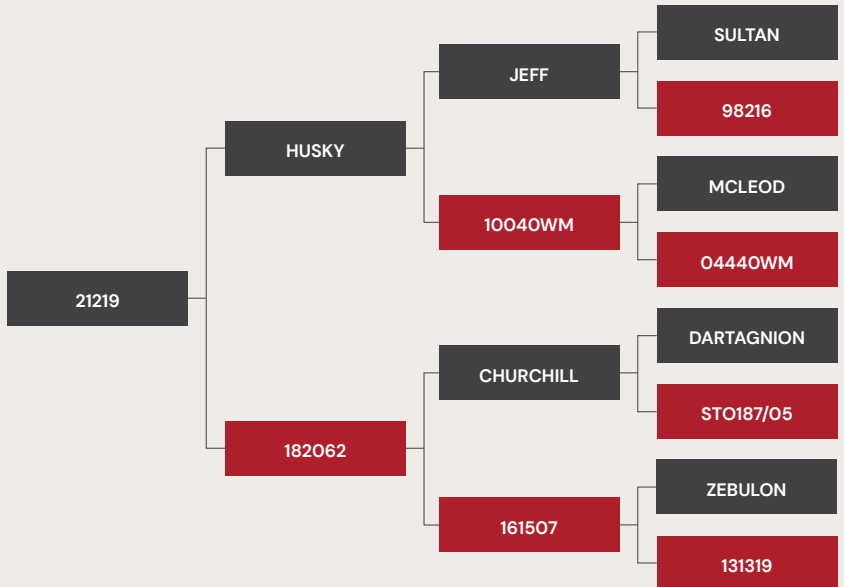 SULTAN
JEFF
98216
HUSKY
MCLEOD
10040WM
04440WM
21219
DARTAGNION
CHURCHILL
STO187/05
182062
ZEBULON
161507
131319